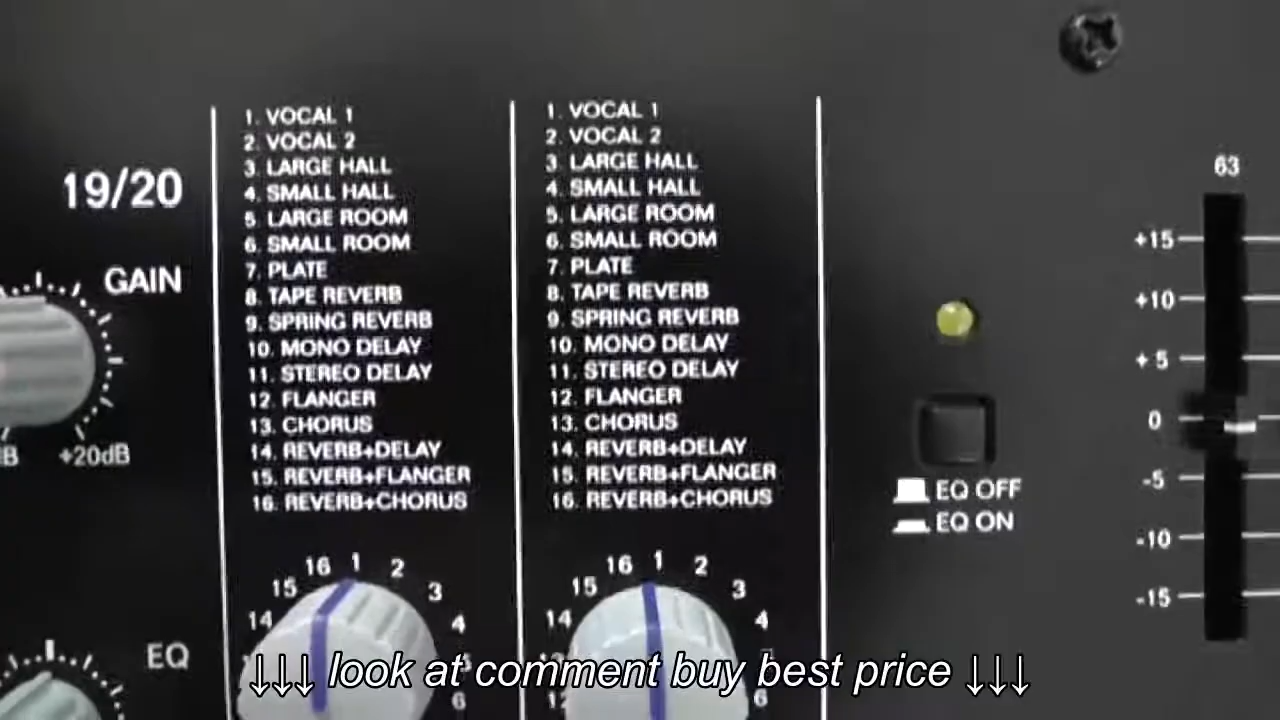 19/20
GAIN
+20dB
EQ
1. VOCAL 1
2. VOCAL 2
3. LARGE HALL
4. SMALL HALL
5. LARGE ROOM
6. SMALL ROOM
7. PLATE
8. TAPE REVERB
9. SPRING REVERB
10. MONO DELAY
11. STEREO DELAY
12. FLANGER
13. CHORUS
14. REVERB+DELAY
15. REVERB+FLANGER
16. REVERB+CHORUS
16 1 2
15 3
14 4
6
1. VOCAL 1
2. VOCAL 2
3. LARGE HALL
4. SMALL HALL
5. LARGE ROOM
6. SMALL ROOM
7. PLATE
8. TAPE REVERB
9. SPRING REVERB
10. MONO DELAY
11. STEREO DELAY
12. FLANGER
13. CHORUS
14. REVERB+DELAY
15. REVERB+FLANGER
16. REVERB+CHORUS
16 1 2
15 3
14 4
6
EQ OFF
EQ ON
63
+15
+10
+5
0
-5
-10
-15
↓↓↓ look at comment buy best price ↓↓↓